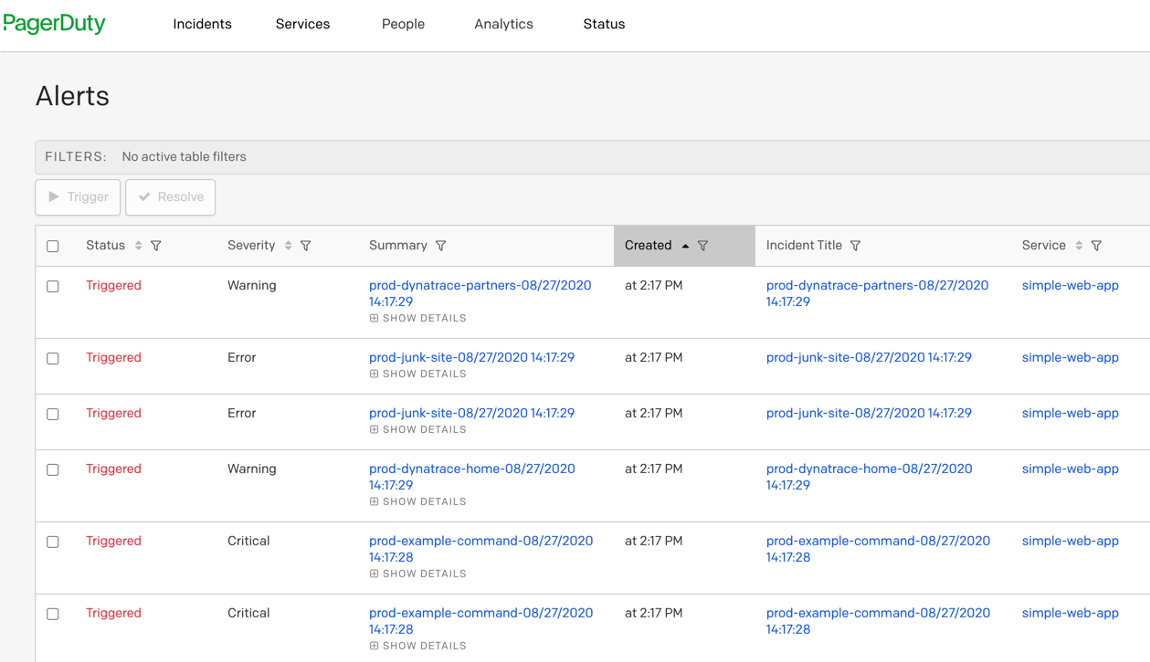 PagerDuty Incidents Services People Analytics Status
Alerts
FILTERS: No active table filters
Trigger Resolve
Status Severity Summary Created Incident Title Service
Triggered Warning prod-dynatrace-partners-08/27/2020 at 2:17 PM prod-dynatrace-partners-08/27/2020 simple-web-app
14:17:29 14:17:29
SHOW DETAILS
Triggered Error prod-junk-site-08/27/2020 14:17:29 at 2:17 PM prod-junk-site-08/27/2020 14:17:29 simple-web-app
SHOW DETAILS
Triggered Error prod-junk-site-08/27/2020 14:17:29 at 2:17 PM prod-junk-site-08/27/2020 14:17:29 simple-web-app
SHOW DETAILS
Triggered Warning prod-dynatrace-home-08/27/2020 at 2:17 PM prod-dynatrace-home-08/27/2020 simple-web-app
14:17:29 14:17:29
SHOW DETAILS
Triggered Critical prod-example-command-08/27/2020 at 2:17 PM prod-example-command-08/27/2020 simple-web-app
14:17:28 14:17:28
SHOW DETAILS
Triggered Critical prod-example-command-08/27/2020 at 2:17 PM prod-example-command-08/27/2020 simple-web-app
14:17:28 14:17:28
SHOW DETAILS